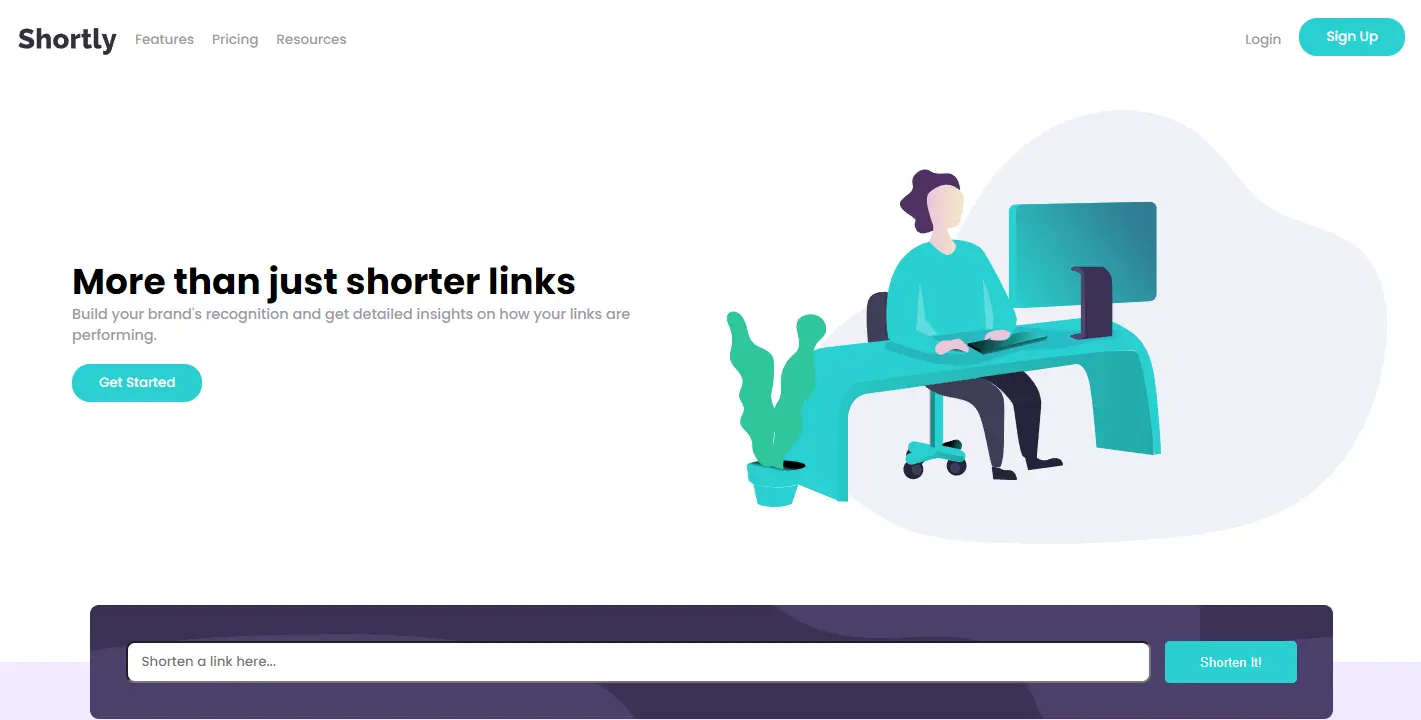 Shortly Features Pricing Resources Login Sign Up
More than just shorter links
Build your brand's recognition and get detailed insights on how your links are
performing.
Get Started
Shorten a link here... Shorten It!